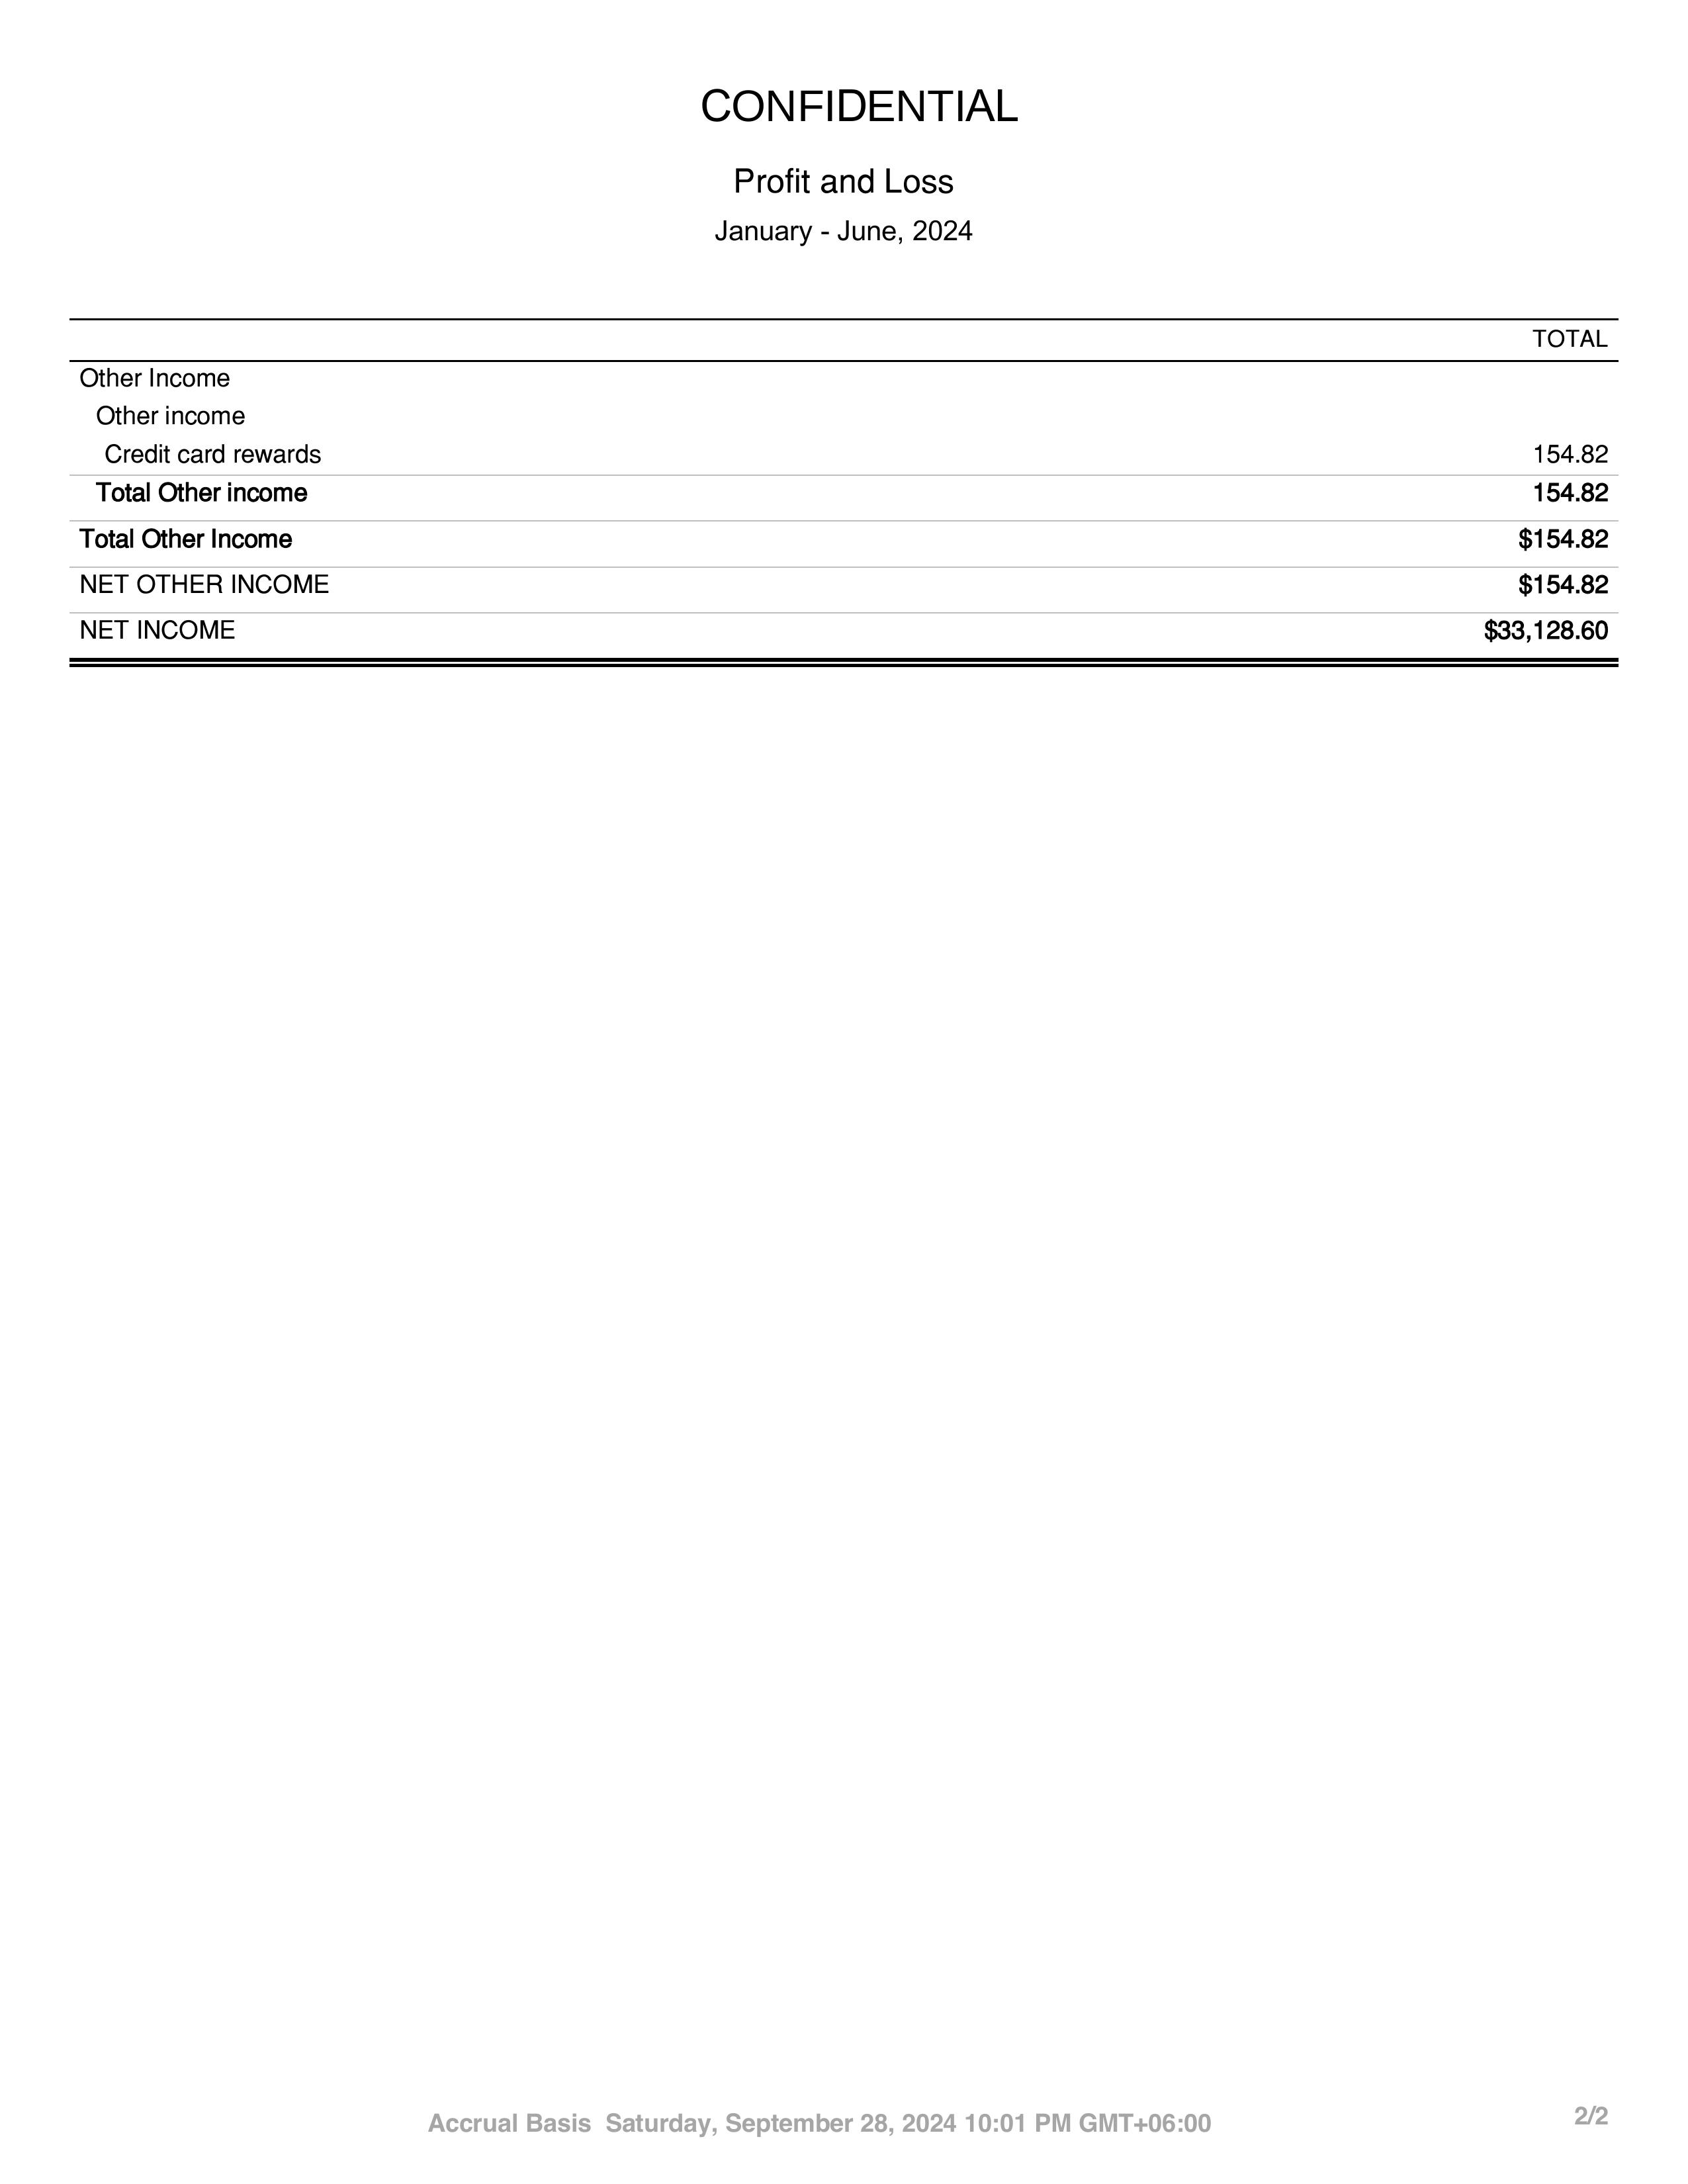 CONFIDENTIAL
Profit and Loss
January - June, 2024
TOTAL
Other Income
Other income
Credit card rewards 154.82
Total Other income 154.82
Total Other Income $154.82
NET OTHER INCOME $154.82
NET INCOME $33,128.60
Accrual Basis  Saturday, September 28, 2024 10:01 PM GMT+06:00 2/2